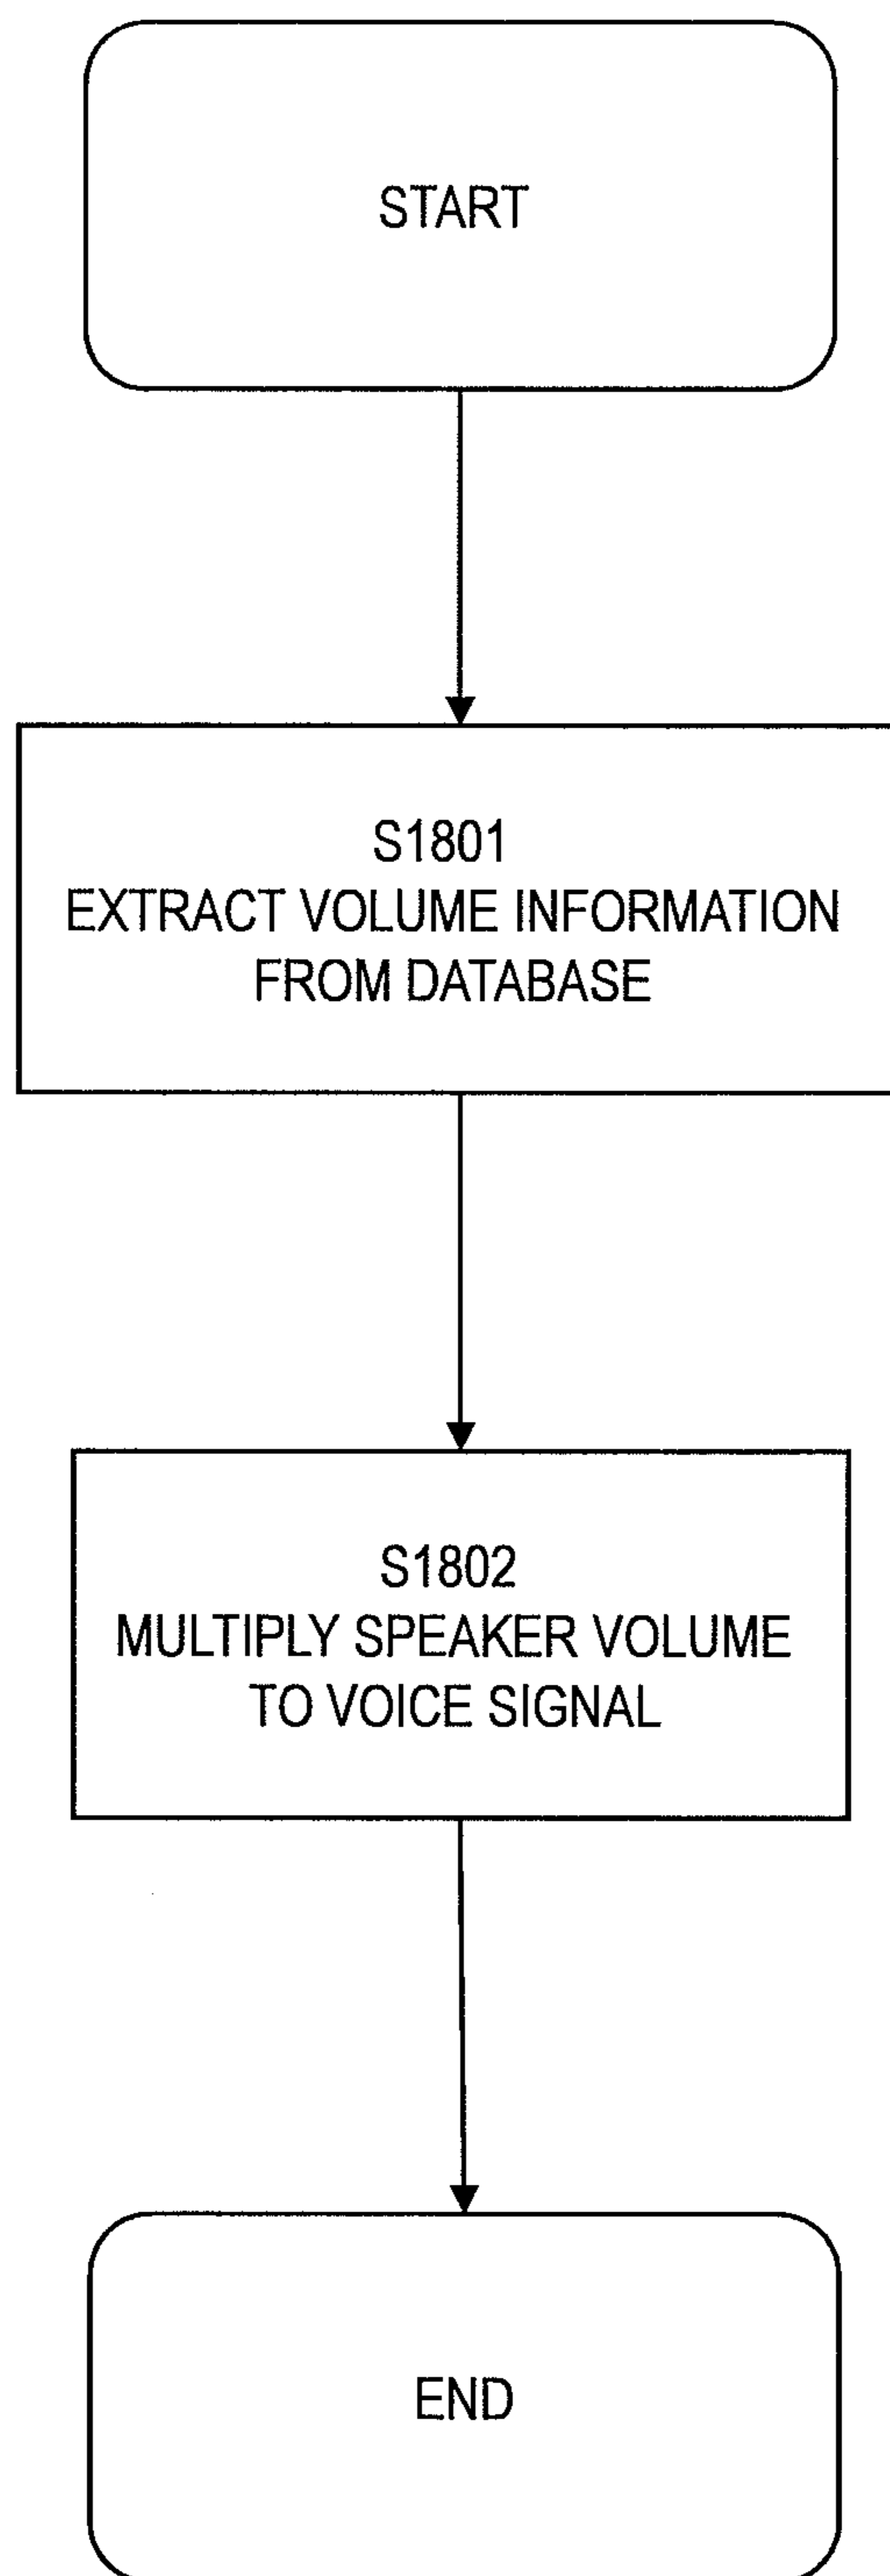 START
S1801
EXTRACT VOLUME INFORMATION
FROM DATABASE
S1802
MULTIPLY SPEAKER VOLUME
TO VOICE SIGNAL
END